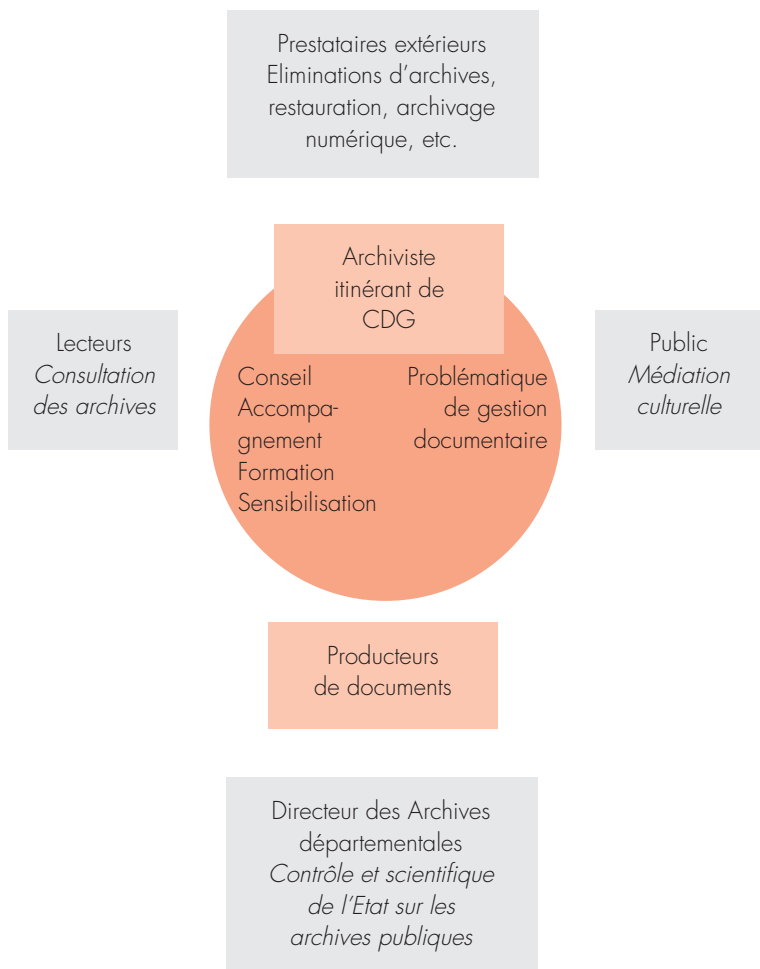 Prestataires extérieurs
Eliminations d’archives,
restauration, archivage
numérique, etc.
Archiviste
itinérant de
CDG
Lecteurs
Consultation
des archives
Conseil
Accompa-
gnement
Formation
Sensibilisation
Problématique
de gestion
documentaire
Public
Médiation
culturelle
Producteurs
de documents
Directeur des Archives
départementales
Contrôle et scientifique
de l’Etat sur les
archives publiques